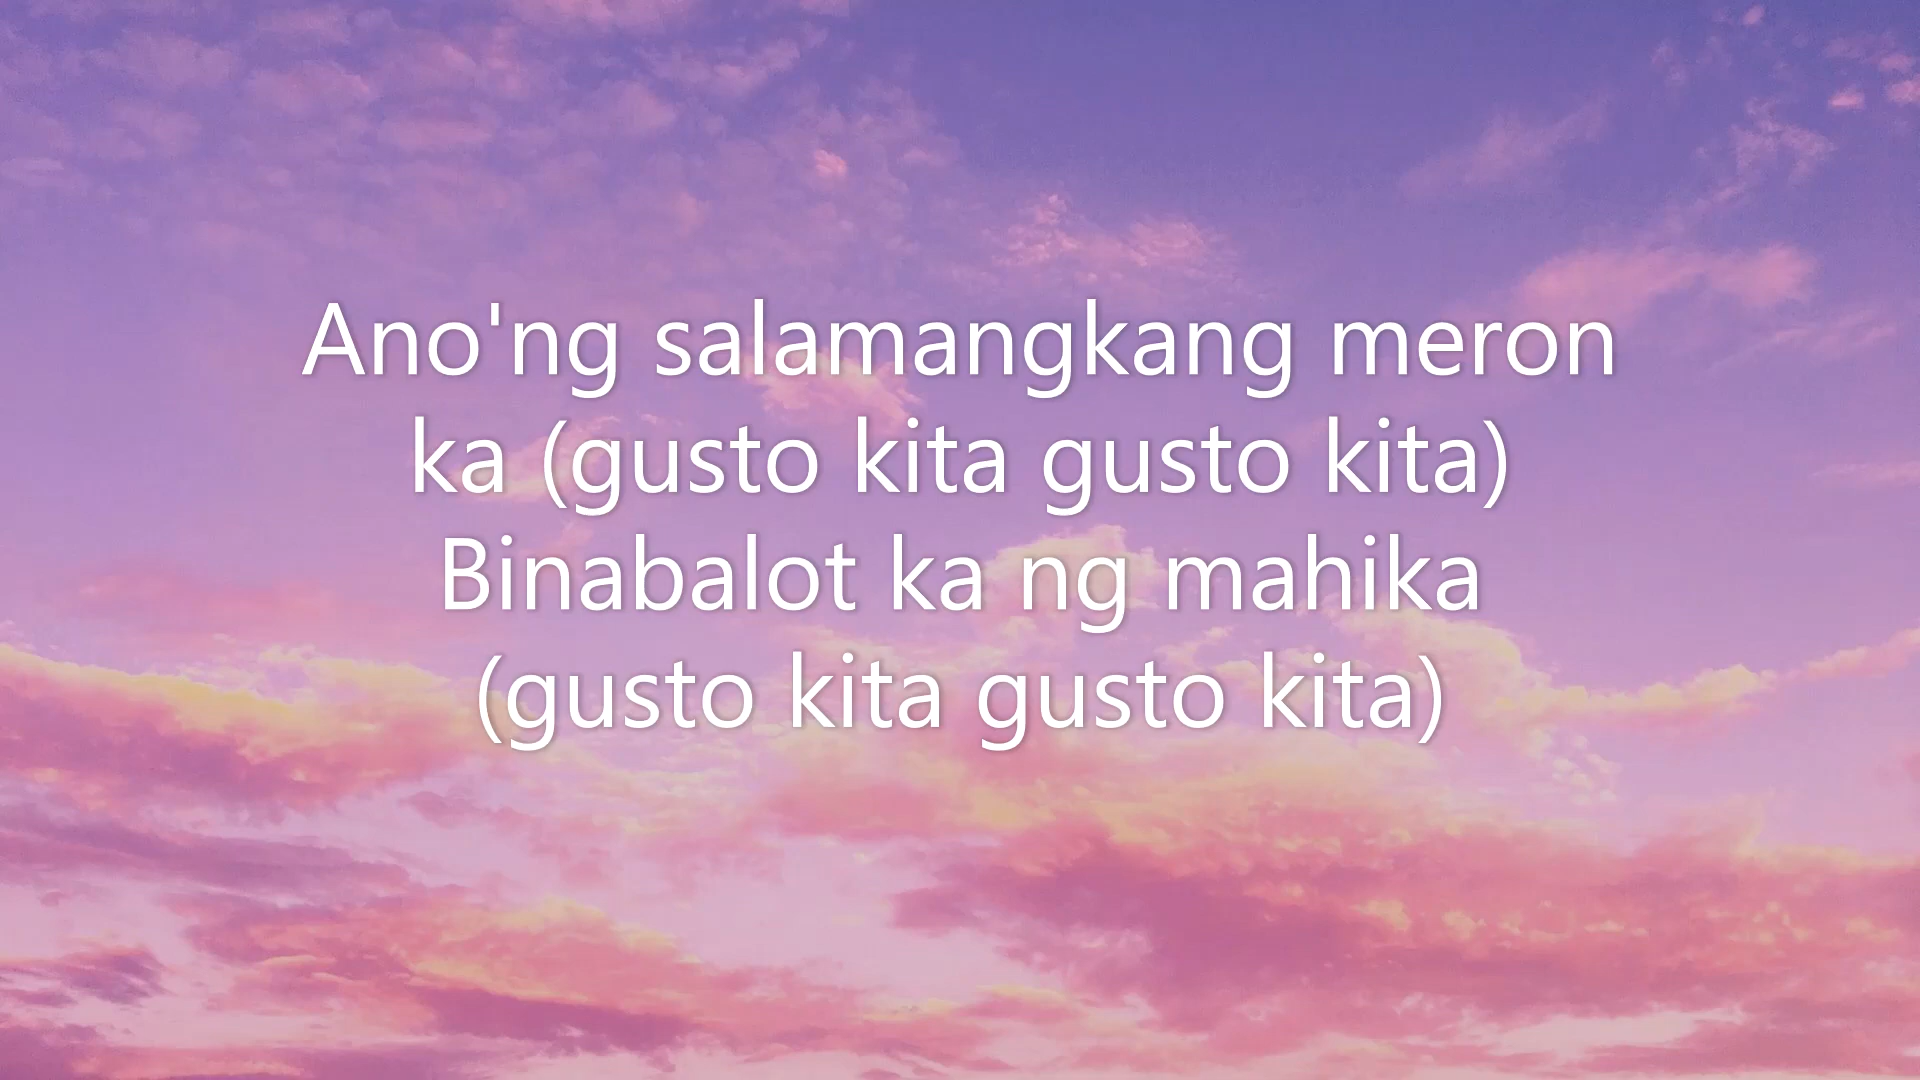 Ano'ng salamangkang meron
ka (gusto kita gusto kita)
Binabalot ka ng mahika
(gusto kita gusto kita)